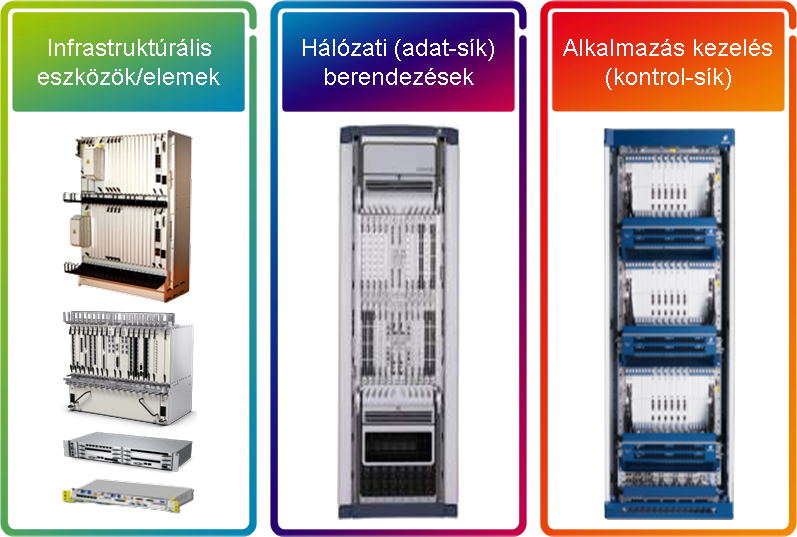 Infrastruktúrális
eszközök/elemek
Hálózati (adat-sík)
berendezések
Alkalmazás kezelés
(kontrol-sík)